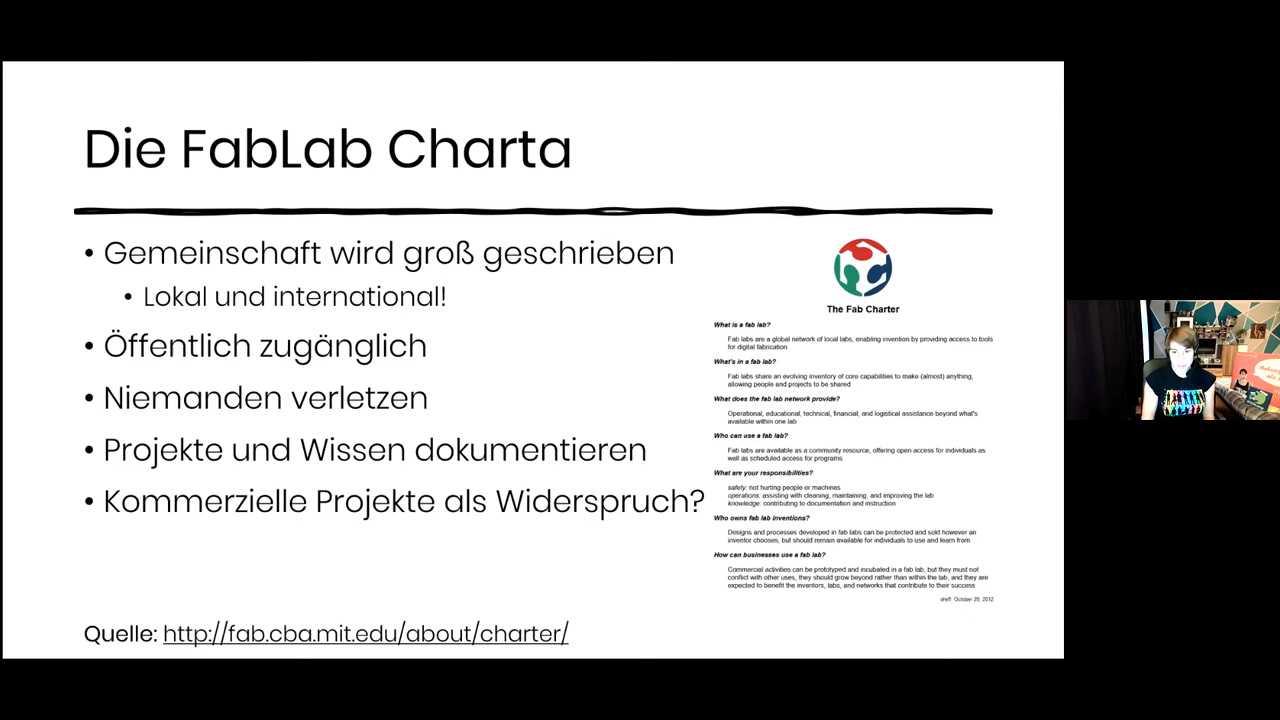 Die FabLab Charta
• Gemeinschaft wird groß geschrieben
• Lokal und international!
• Öffentlich zugänglich
• Niemanden verletzen
• Projekte und Wissen dokumentieren
• Kommerzielle Projekte als Widerspruch?
Quelle: http://fab.cba.mit.edu/about/charter/
The Fab Charter
What is a fab lab?
Fab labs are a global network of local labs, enabling invention by providing access to tools
for digital fabrication
What's in a fab lab?
Fab labs share an evolving inventory of core capabilities to make (almost) anything,
allowing people and projects to be shared
What does the fab lab network provide?
Operational, educational, technical, financial, and logistical assistance beyond what's
available within one lab
Who can use a fab lab?
Fab labs are available as a community resource, offering open access for individuals as
well as scheduled access for programs
What are your responsibilities?
safety: not hurting people or machines
operations: assisting with cleaning, maintaining, and improving the lab
knowledge: contributing to documentation and instruction
Who owns fab lab inventions?
Designs and processes developed in fab labs can be protected and sold however an
inventor chooses, but should remain available for individuals to use and learn from
How can businesses use a fab lab?
Commercial activities can be prototyped and incubated in a fab lab, but they must not
conflict with other uses, they should grow beyond rather than within the lab, and they are
expected to benefit the inventors, labs, and networks that contribute to their success
draft: October 20, 2012